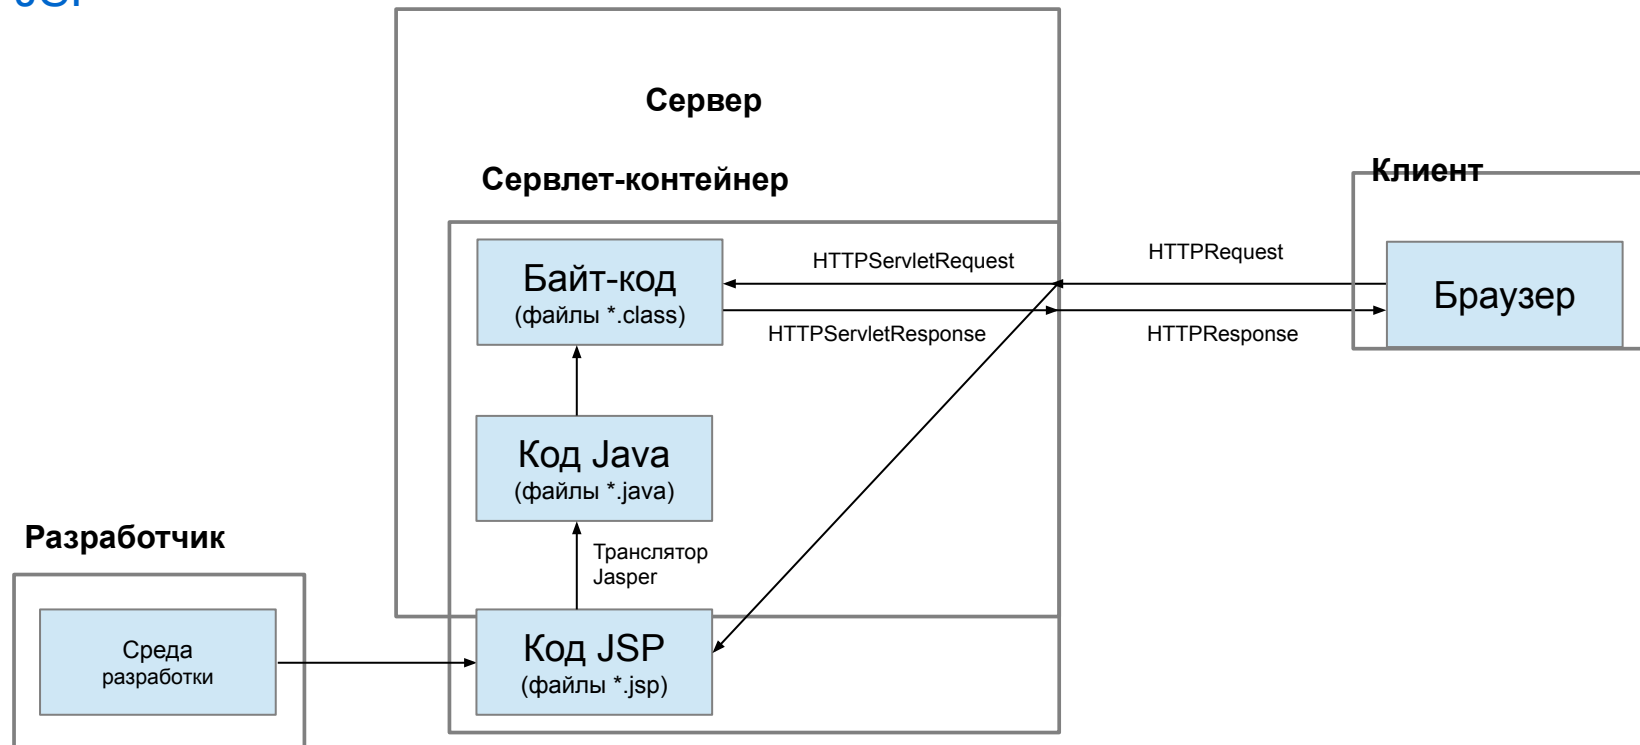 Сервер
Сервлет-контейнер
Клиент
HTTPServletRequest
HTTPRequest
Байт-код
(файлы *.class)
Браузер
HTTPServletResponse
HTTPResponse
Код Java
(файлы *.java)
Разработчик
Транслятор
Jasper
Среда
разработки
Код JSP
(файлы *.jsp)